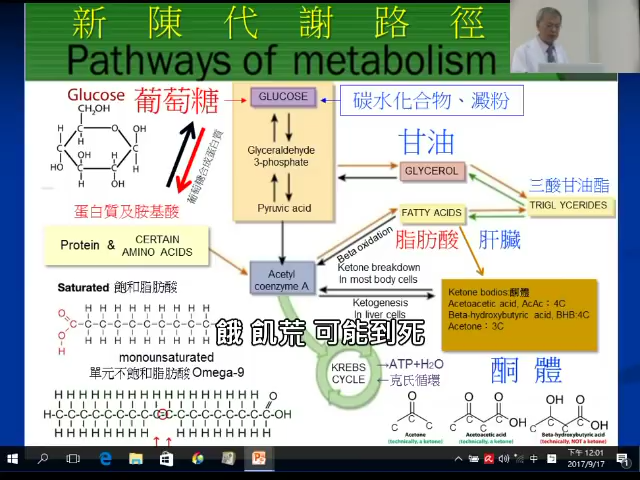 新陳代謝路徑
Pathways of metabolism
Glucose 葡萄糖
GLUCOSE
碳水化合物、澱粉
CH₂OH
葡萄糖合成蛋白質
Glyceraldehyde
3-phosphate
甘油
GLYCEROL
三酸甘油酯
TRIGLYCERIDES
Pyruvic acid
FATTY ACIDS
脂肪酸
肝臟
蛋白質及胺基酸
Protein & CERTAIN
AMINO ACIDS
Beta oxidation
Acetyl
coenzyme A
Ketone breakdown
In most body cells
Ketogenesis
In liver cells
Ketone bodios:酮體
Acetoacetic acid, AcAc：4C
Beta-hydroxybutyric acid, BHB:4C
Acetone：3C
Saturated 飽和脂肪酸
餓 飢荒 可能到死
monounsaturated
單元不飽和脂肪酸 Omega-9
KREBS
CYCLE
→ATP+H₂O
←克氏循環
酮體
Acetone
(technically, a ketone)
Acetoacetic acid
(technically, a ketone)
Beta-hydroxybutyric acid
(technically, NOT a ketone)
中
下午 12:01
2017/9/17